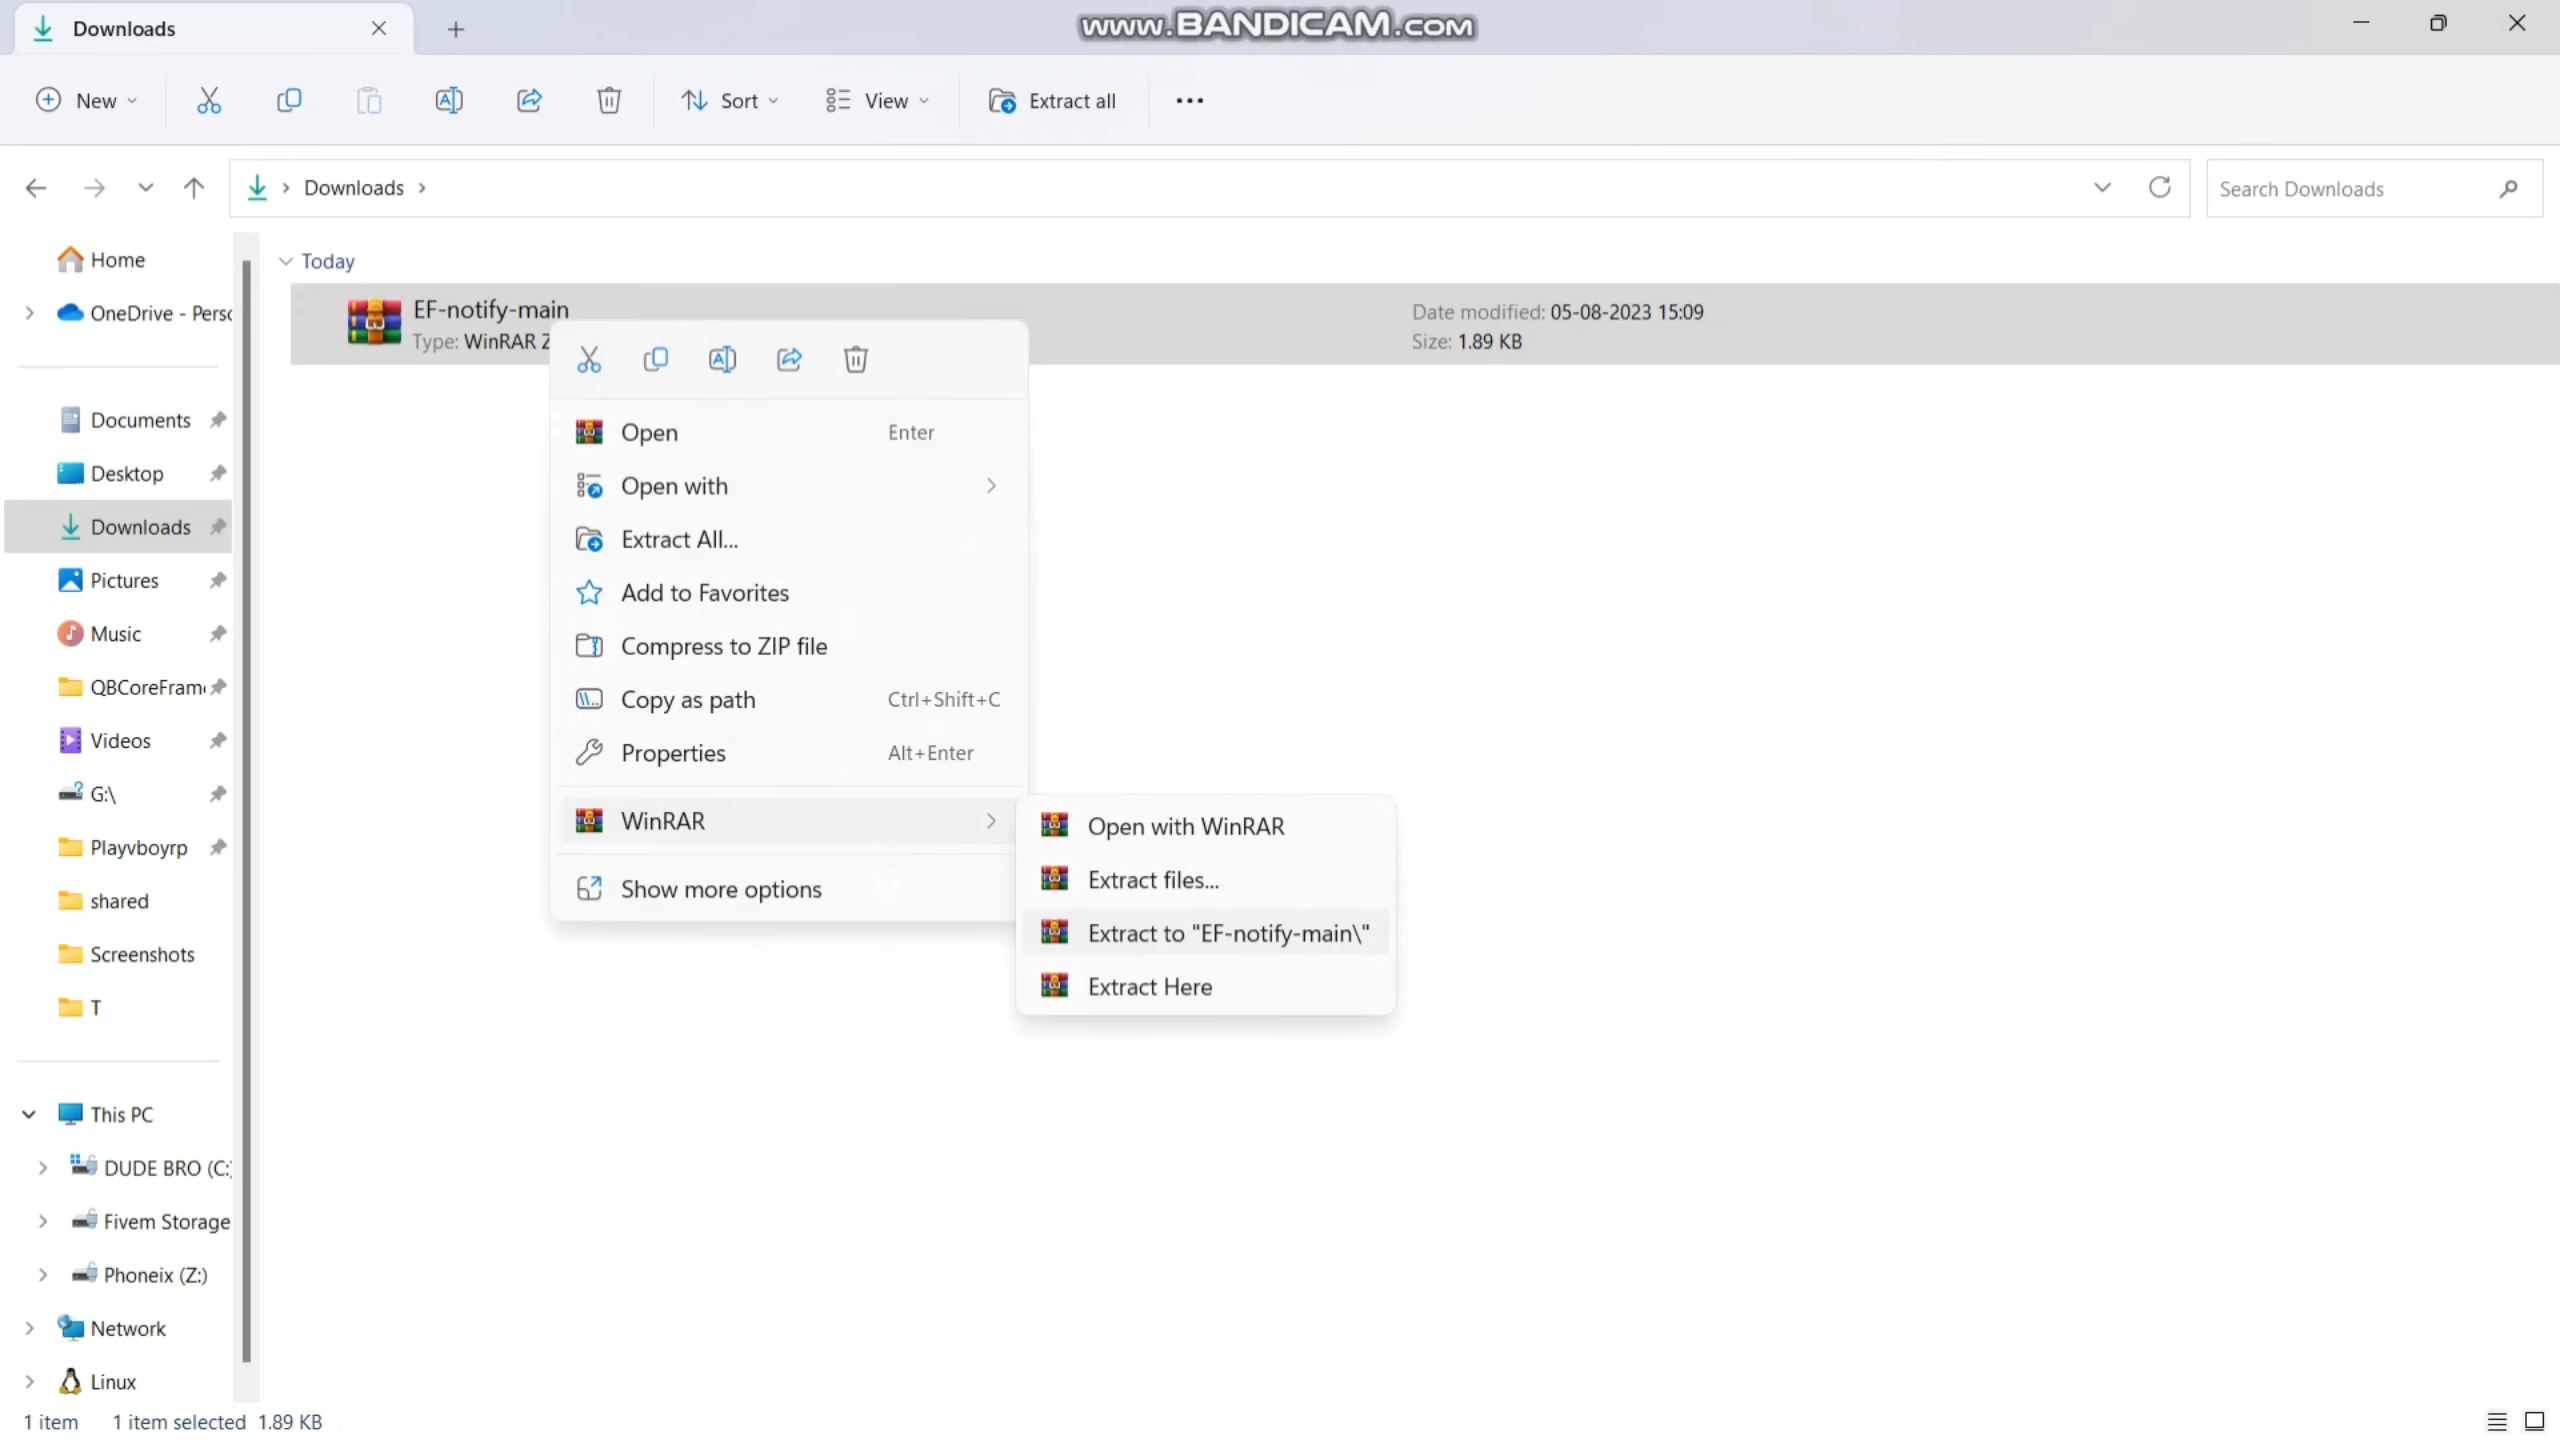 Downloads
www.BANDICAM.com
New
Sort
View
Extract all
Downloads
Search Downloads
Home
OneDrive - Perso
Documents
Desktop
Downloads
Pictures
Music
QBCoreFram
Videos
G:\
Playvboyrp
shared
Screenshots
T
This PC
DUDE BRO (C:)
Fivem Storage
Phoneix (Z:)
Network
Linux
Today
EF-notify-main
Type: WinRAR Z
Date modified: 05-08-2023 15:09
Size: 1.89 KB
Open Enter
Open with
Extract All...
Add to Favorites
Compress to ZIP file
Copy as path Ctrl+Shift+C
Properties Alt+Enter
WinRAR
Show more options
Open with WinRAR
Extract files...
Extract to "EF-notify-main\"
Extract Here
1 item 1 item selected 1.89 KB